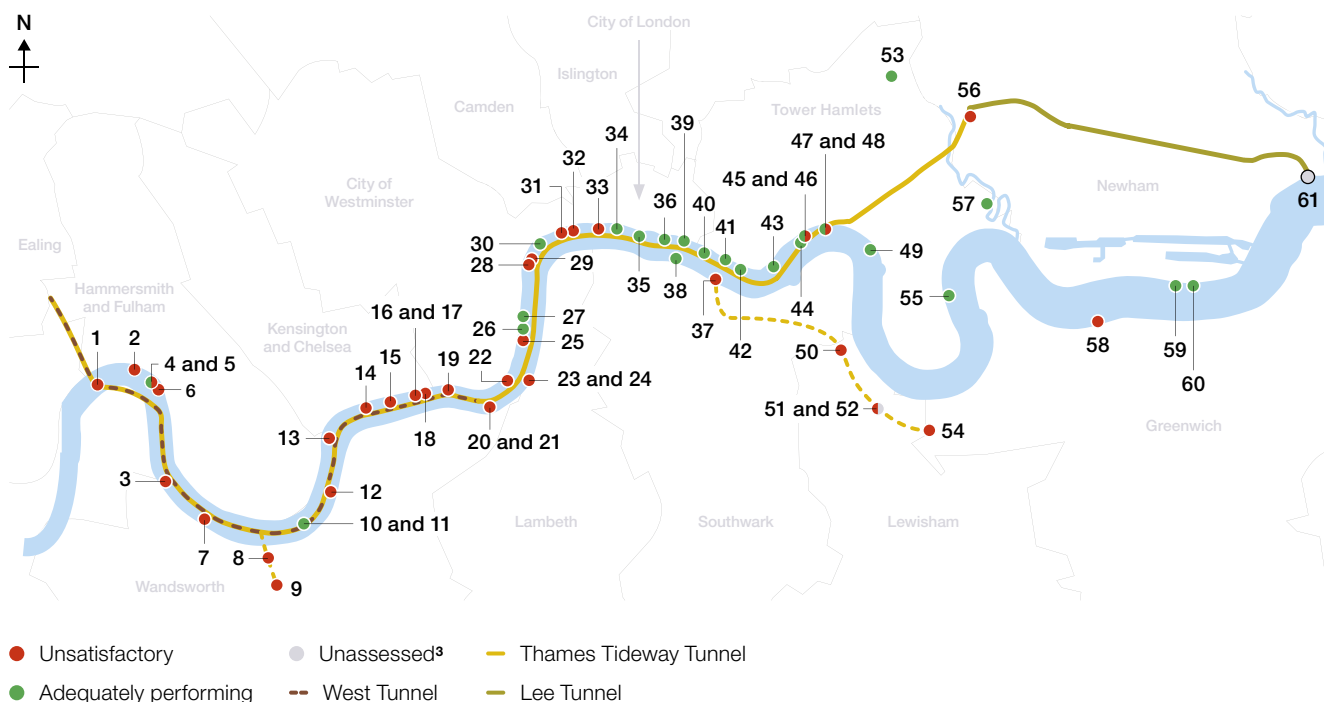 N
City of London
Islington
Camden
Tower Hamlets
City of
Westminster
Newham
Ealing
Hammersmith
and Fulham
Kensington
and Chelsea
Wandsworth
Lambeth
Southwark
Lewisham
Greenwich
1
2
3
4 and 5
6
7
8
9
10 and 11
12
13
14
15
16 and 17
18
19
20 and 21
22
23 and 24
25
26
27
28
29
30
31
32
33
34
35
36
37
38
39
40
41
42
43
44
45 and 46
47 and 48
49
50
51 and 52
53
54
55
56
57
58
59
60
61
Unsatisfactory
Unassessed³
Thames Tideway Tunnel
Adequately performing
West Tunnel
Lee Tunnel